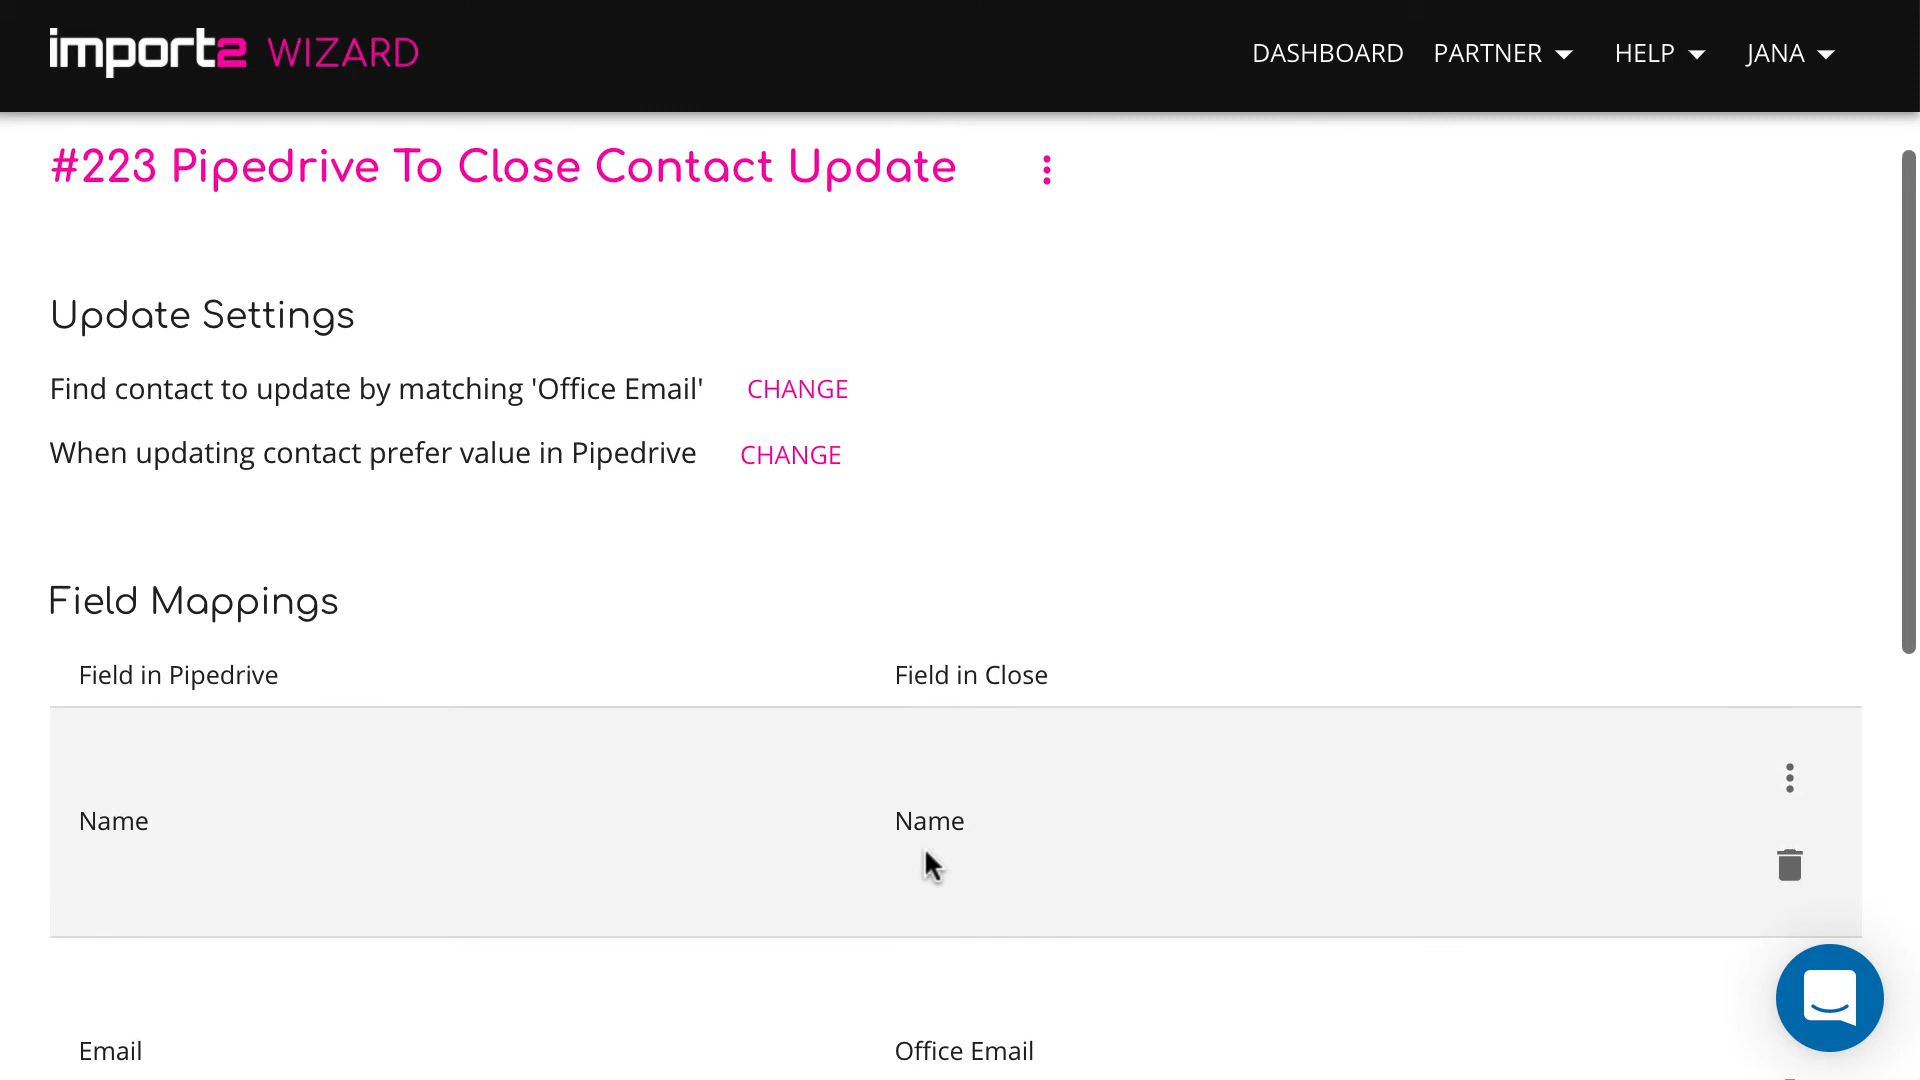 import2 WIZARD
DASHBOARD PARTNER HELP JANA
#223 Pipedrive To Close Contact Update
Update Settings
Find contact to update by matching 'Office Email' CHANGE
When updating contact prefer value in Pipedrive CHANGE
Field Mappings
Field in Pipedrive Field in Close
Name Name
Email Office Email